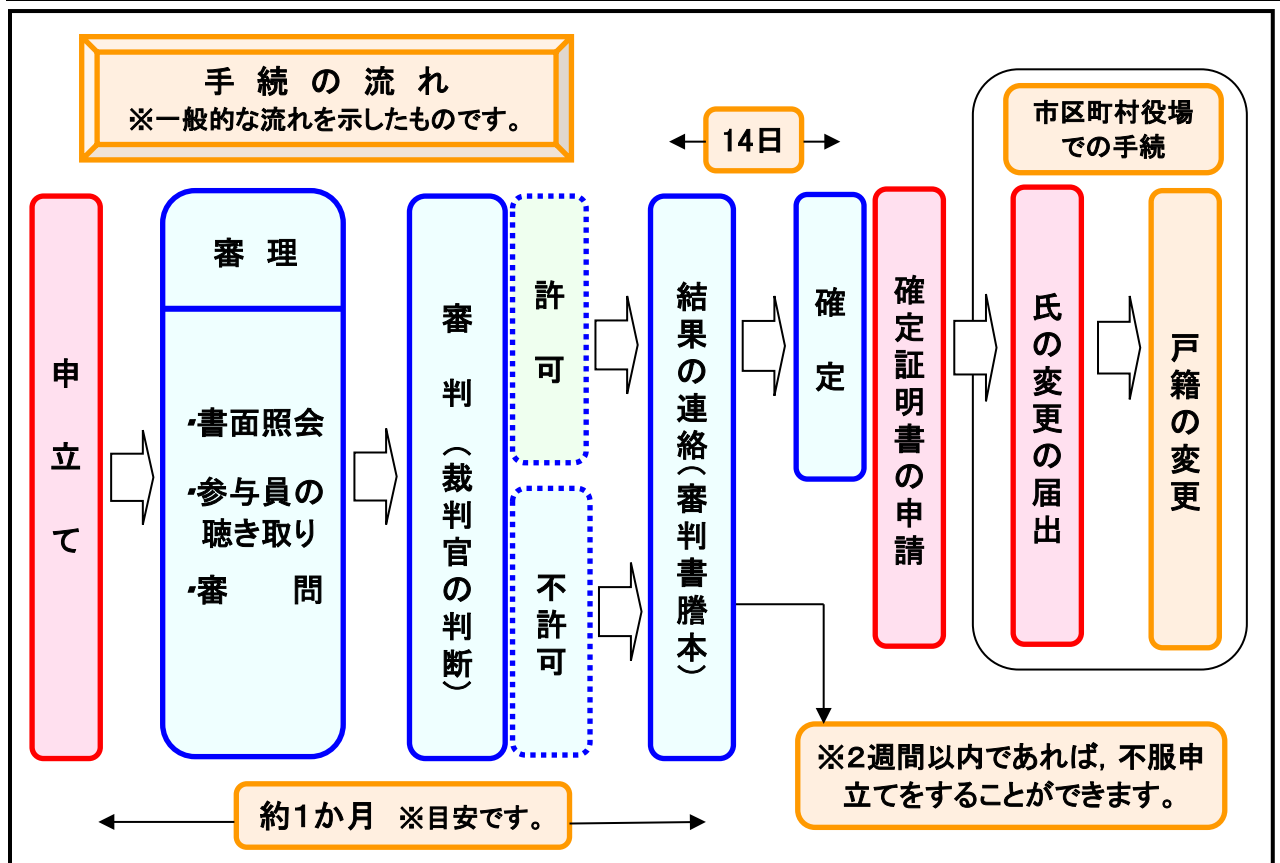 手続の流れ
※一般的な流れを示したものです。
14日
市区町村役場
での手続
申立て
審理
・書面照会
・参与員の
聴き取り
・審問
審判（裁判官の判断）
許可
不許可
結果の連絡（審判書謄本）
確定
確定証明書の申請
氏の変更の届出
戸籍の変更
※２週間以内であれば，不服申
立てをすることができます。
約１か月 ※目安です。